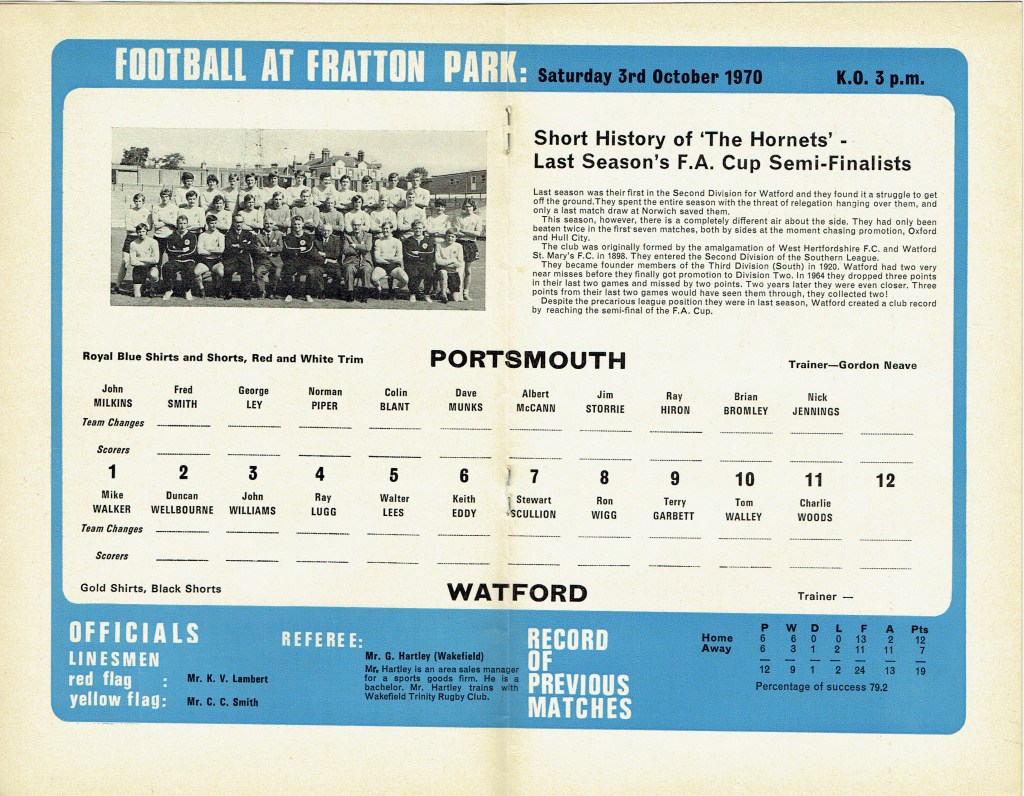 FOOTBALL AT FRATTON PARK: Saturday 3rd October 1970 K.O. 3 p.m.
Short History of 'The Hornets' -
Last Season's F.A. Cup Semi-Finalists
Last season was their first in the Second Division for Watford and they found it a struggle to get
off the ground. They spent the entire season with the threat of relegation hanging over them, and
only a last match draw at Norwich saved them.
This season, however, there is a completely different air about the side. They had only been
beaten twice in the first seven matches, both by sides at the moment chasing promotion, Oxford
and Hull City.
The club was originally formed by the amalgamation of West Hertfordshire F.C. and Watford
St. Mary's F.C. in 1898. They entered the Second Division of the Southern League.
They became founder members of the Third Division (South) in 1920. Watford had two very
near misses before they finally got promotion to Division Two. In 1964 they dropped three points
in their last two games and missed by two points. Two years later they were even closer. Three
points from their last two games would have seen them through, they collected two!
Despite the precarious league position they were in last season, Watford created a club record
by reaching the semi-final of the F.A. Cup.
Royal Blue Shirts and Shorts, Red and White Trim PORTSMOUTH Trainer—Gordon Neave
John Fred George Norman Colin Dave Albert Jim Ray Brian Nick
MILKINS SMITH LEY PIPER BLANT MUNKS McCANN STORRIE HIRON BROMLEY JENNINGS
Team Changes
Scorers
1 2 3 4 5 6 7 8 9 10 11 12
Mike Duncan John Ray Walter Keith Stewart Ron Terry Tom Charlie
WALKER WELLBOURNE WILLIAMS LUGG LEES EDDY SCULLION WIGG GARBETT WALLEY WOODS
Team Changes
Scorers
Gold Shirts, Black Shorts WATFORD Trainer —
OFFICIALS
LINESMEN
red flag : Mr. K. V. Lambert
yellow flag: Mr. C. C. Smith
REFEREE:
Mr. G. Hartley (Wakefield)
Mr. Hartley is an area sales manager
for a sports goods firm. He is a
bachelor. Mr. Hartley trains with
Wakefield Trinity Rugby Club.
RECORD
OF
PREVIOUS
MATCHES
P W D L F A Pts
Home 6 6 0 0 13 2 12
Away 6 3 1 2 11 11 7
12 9 1 2 24 13 19
Percentage of success 79.2